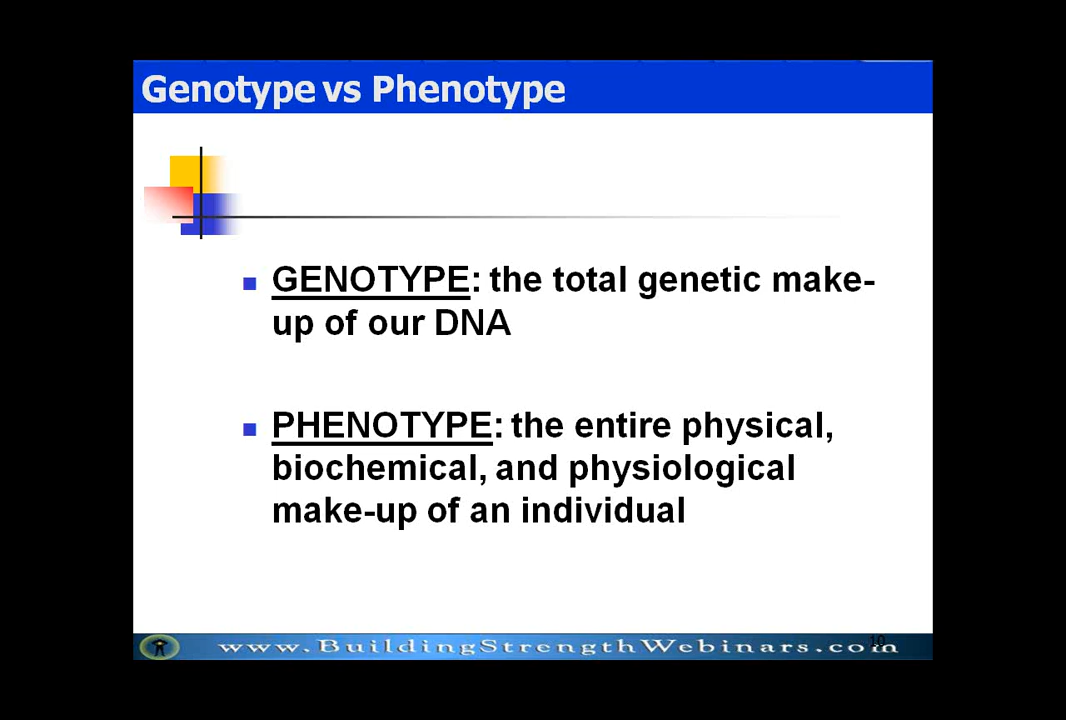 Genotype vs Phenotype
GENOTYPE: the total genetic make-
up of our DNA
PHENOTYPE: the entire physical,
biochemical, and physiological
make-up of an individual
10
www.BuildingStrengthWebinars.com